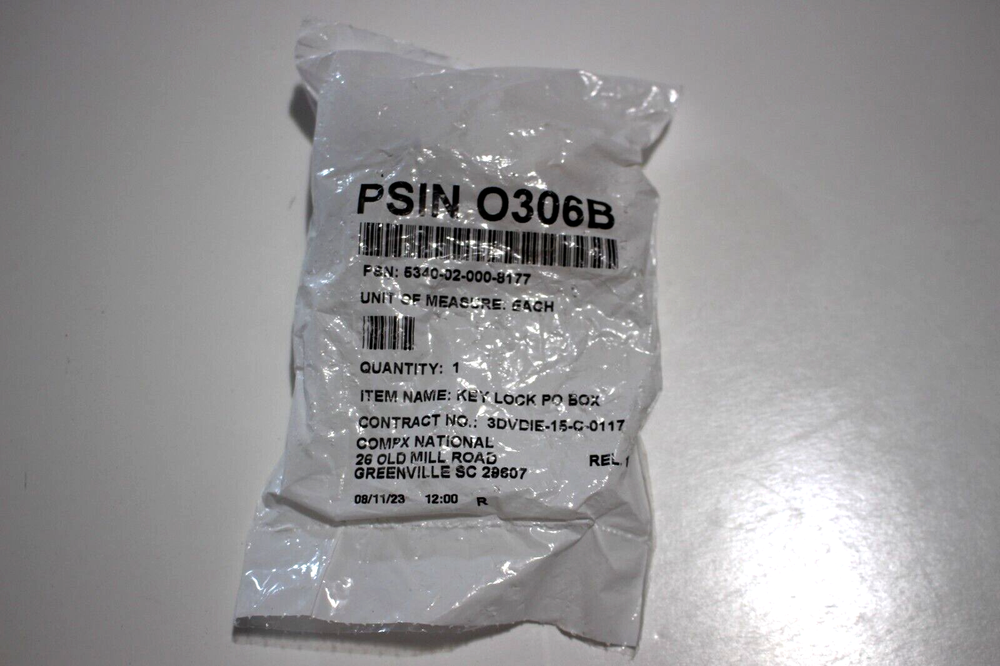 PSIN O306B
PSN: 5340-02-000-8177
UNIT OF MEASURE: EACH
QUANTITY: 1
ITEM NAME: KEY LOCK PO BOX
CONTRACT NO.: 3DVDIE-15-C-0117
COMPX NATIONAL
26 OLD MILL ROAD
REL 1
GREENVILLE SC 29607
08/11/23 12:00 R